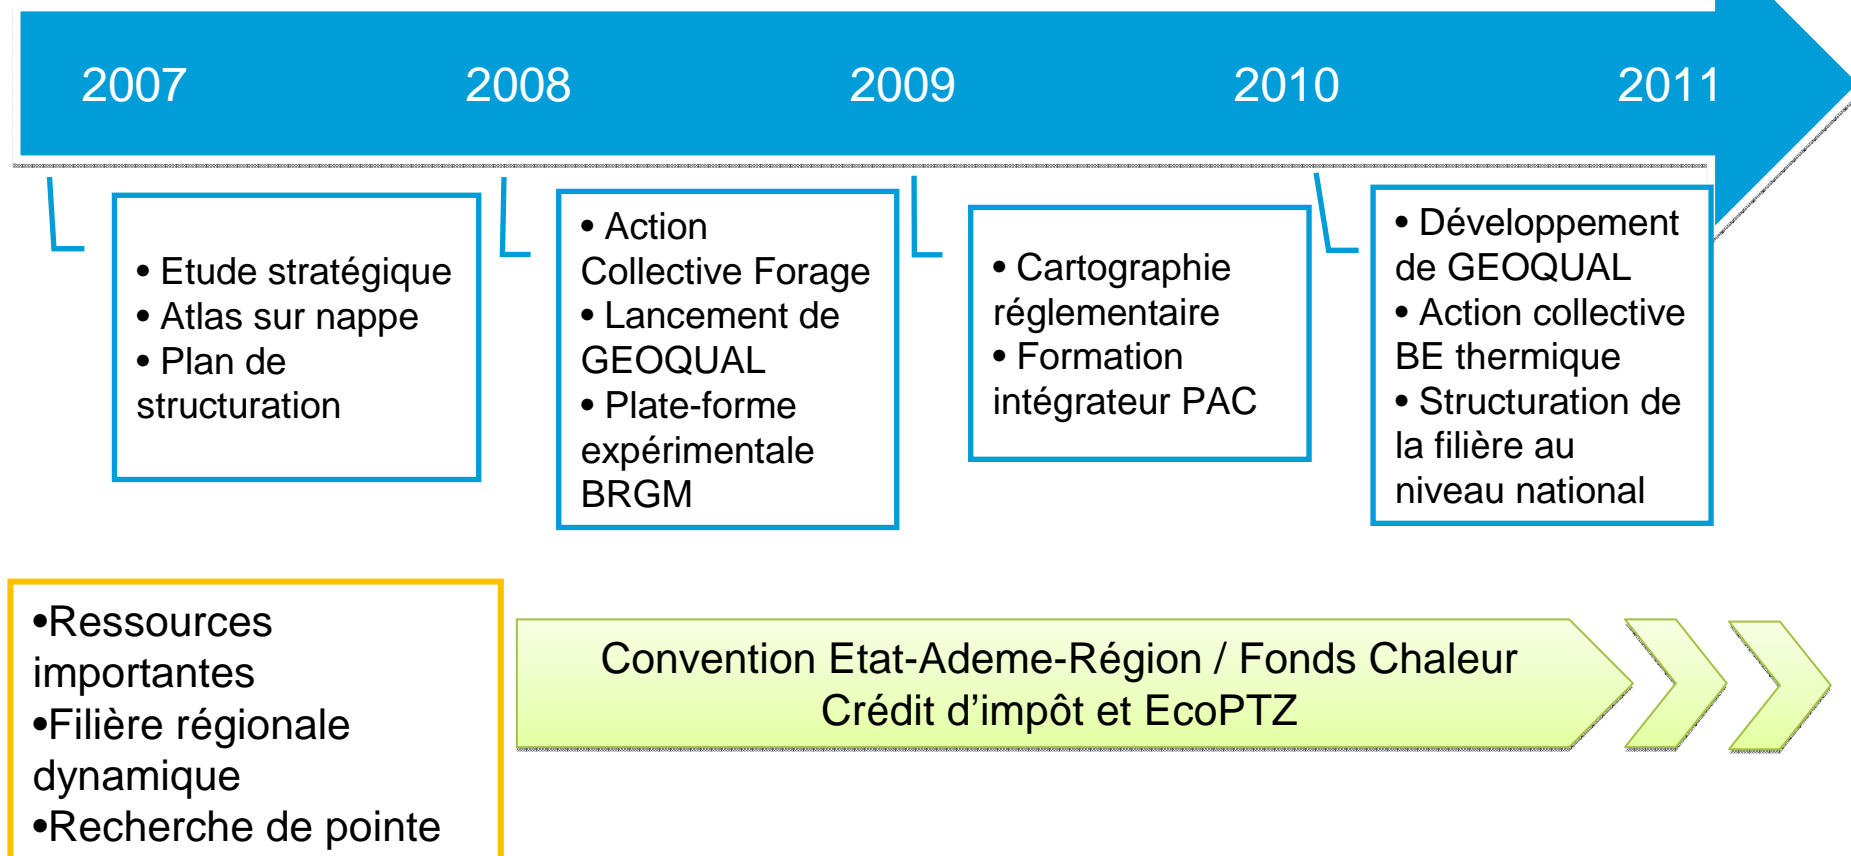 2007 2008 2009 2010 2011
• Etude stratégique
• Atlas sur nappe
• Plan de
structuration
• Action
Collective Forage
• Lancement de
GEOQUAL
• Plate-forme
expérimentale
BRGM
• Cartographie
réglementaire
• Formation
intégrateur PAC
• Développement
de GEOQUAL
• Action collective
BE thermique
• Structuration de
la filière au
niveau national
•Ressources
importantes
•Filière régionale
dynamique
•Recherche de pointe
Convention Etat-Ademe-Région / Fonds Chaleur
Crédit d’impôt et EcoPTZ